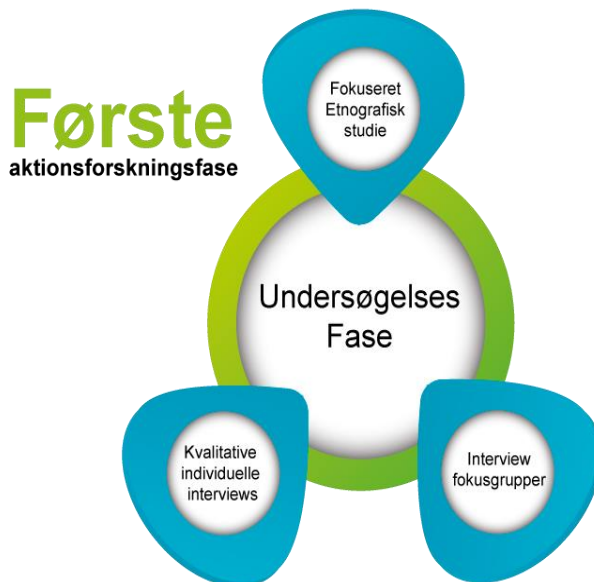 Første
aktionsforskningsfase
Fokuseret
Etnografisk
studie
Undersøgelses
Fase
Kvalitative
individuelle
interviews
Interview
fokusgrupper